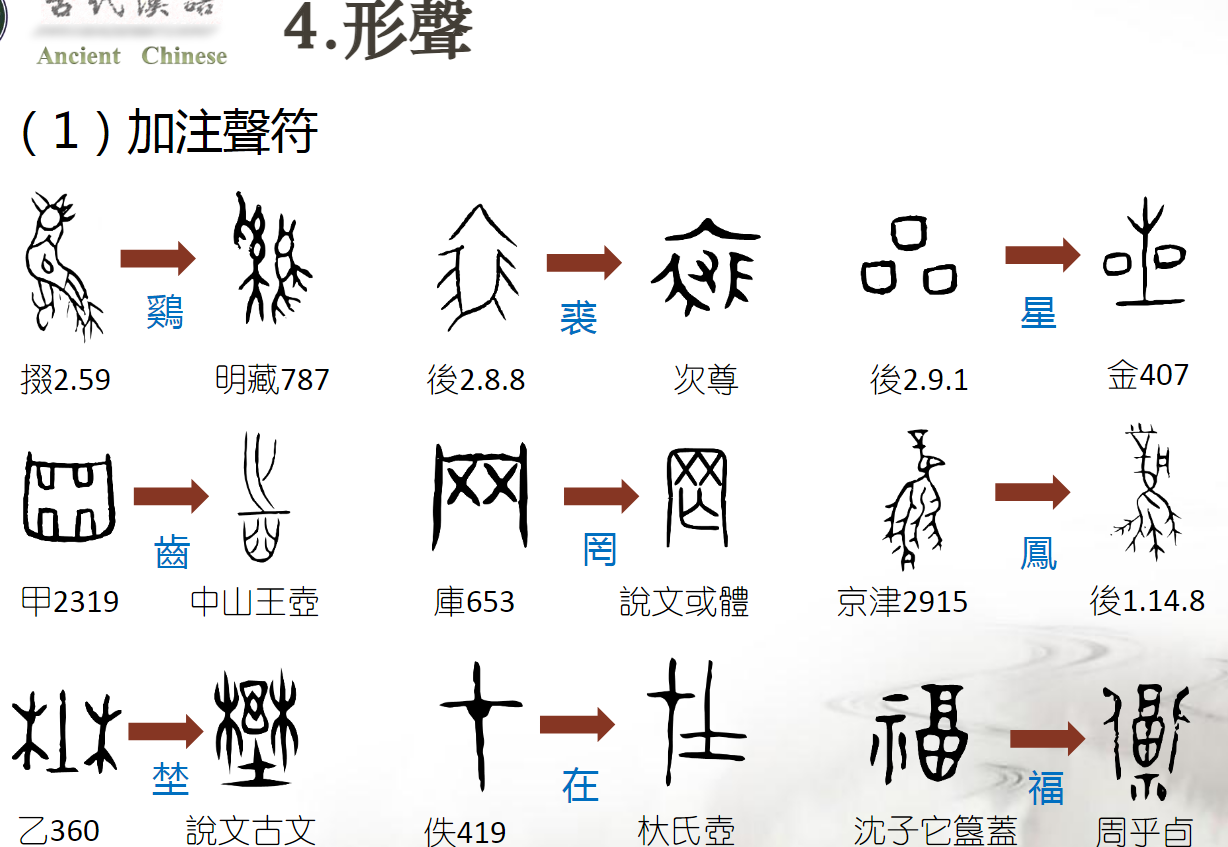 古代漢語
Ancient Chinese
4.形聲
（1）加注聲符
鷄 裘 星
掇2.59 明藏787 後2.8.8 次尊 後2.9.1 金407
齒 罔 鳳
甲2319 中山王壺 庫653 說文或體 京津2915 後1.14.8
埜 在 福
乙360 說文古文 佚419 杕氏壺 沈子它簋蓋 周乎卣